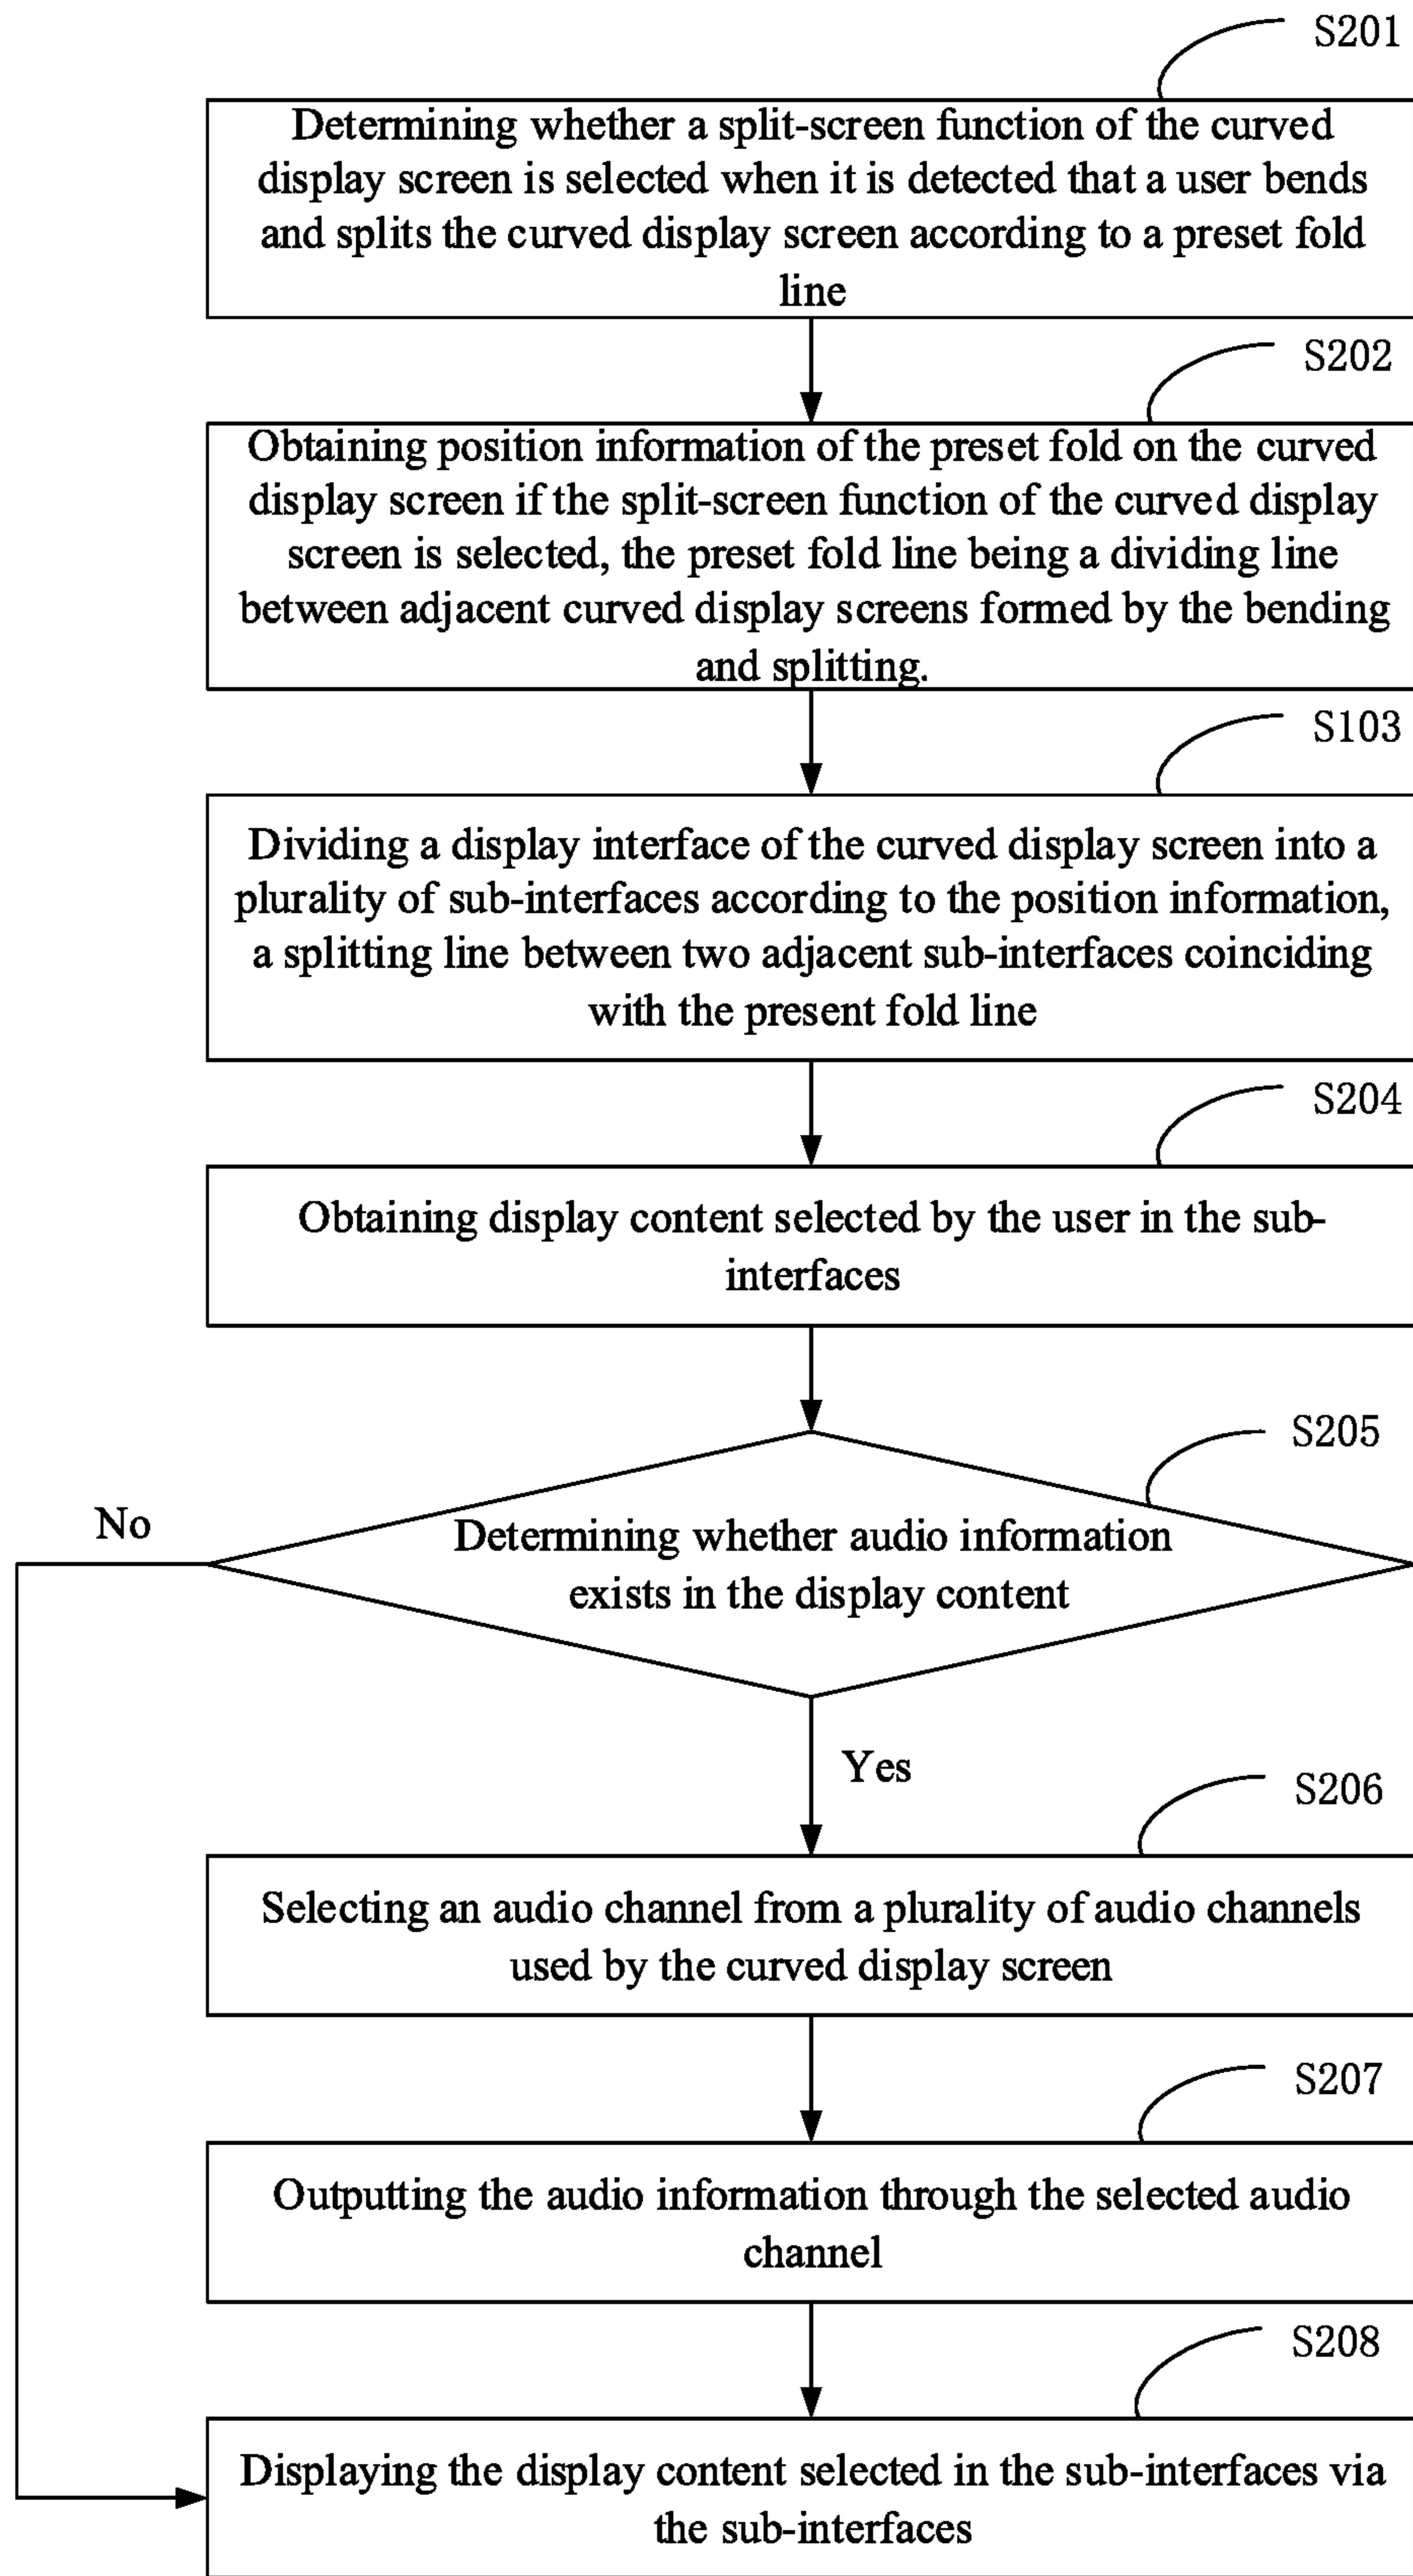 S201
Determining whether a split-screen function of the curved
display screen is selected when it is detected that a user bends
and splits the curved display screen according to a preset fold
line
S202
Obtaining position information of the preset fold on the curved
display screen if the split-screen function of the curved display
screen is selected, the preset fold line being a dividing line
between adjacent curved display screens formed by the bending
and splitting.
S103
Dividing a display interface of the curved display screen into a
plurality of sub-interfaces according to the position information,
a splitting line between two adjacent sub-interfaces coinciding
with the present fold line
S204
Obtaining display content selected by the user in the sub-
interfaces
S205
No
Determining whether audio information
exists in the display content
Yes
S206
Selecting an audio channel from a plurality of audio channels
used by the curved display screen
S207
Outputting the audio information through the selected audio
channel
S208
Displaying the display content selected in the sub-interfaces via
the sub-interfaces